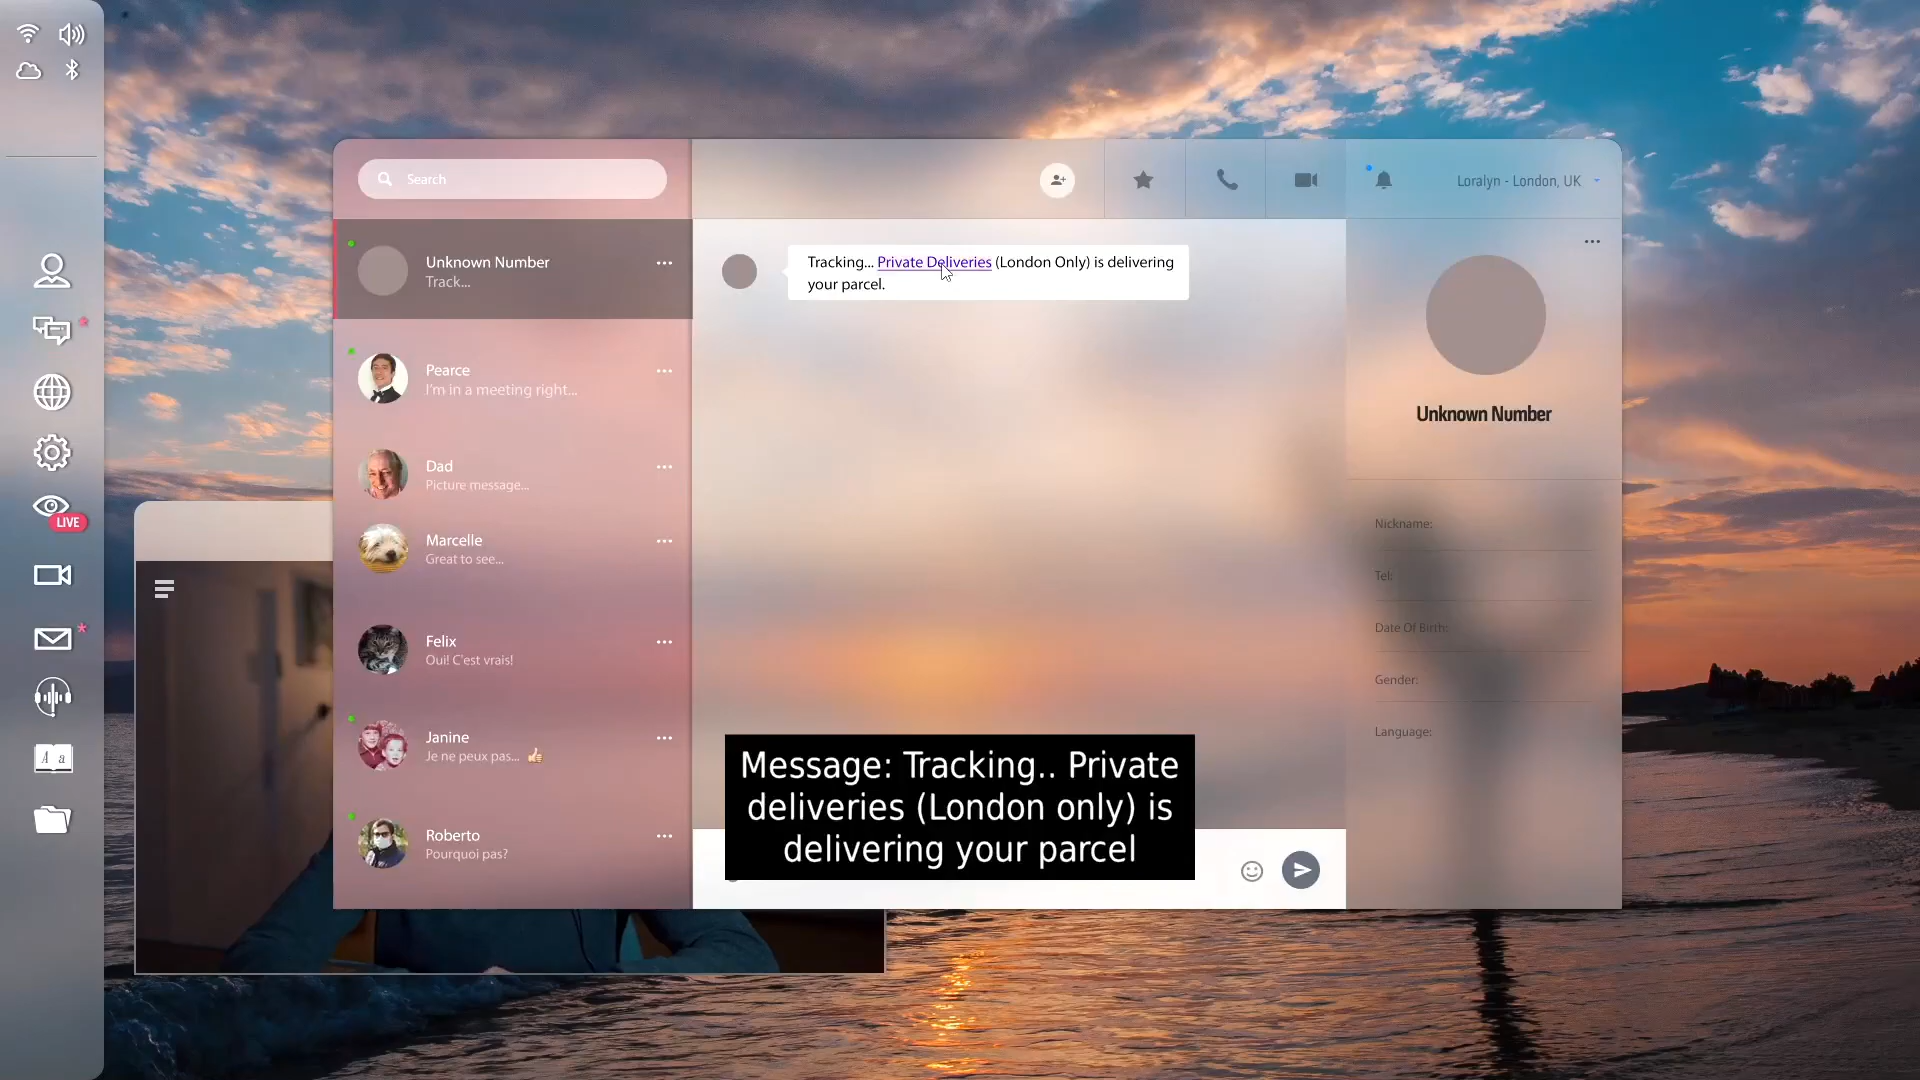 Search
Loralyn - London, UK
Unknown Number
Track...
Tracking... Private Deliveries (London Only) is delivering
your parcel.
Pearce
I'm in a meeting right...
Unknown Number
Dad
Picture message...
LIVE
Marcelle
Great to see...
Nickname:
Tel:
Date Of Birth:
Felix
Oui! C'est vrai!
Gender:
Janine
Je ne peux pas... 👍
Language:
A a
Message: Tracking.. Private
deliveries (London only) is
delivering your parcel
Roberto
Pourquoi pas?